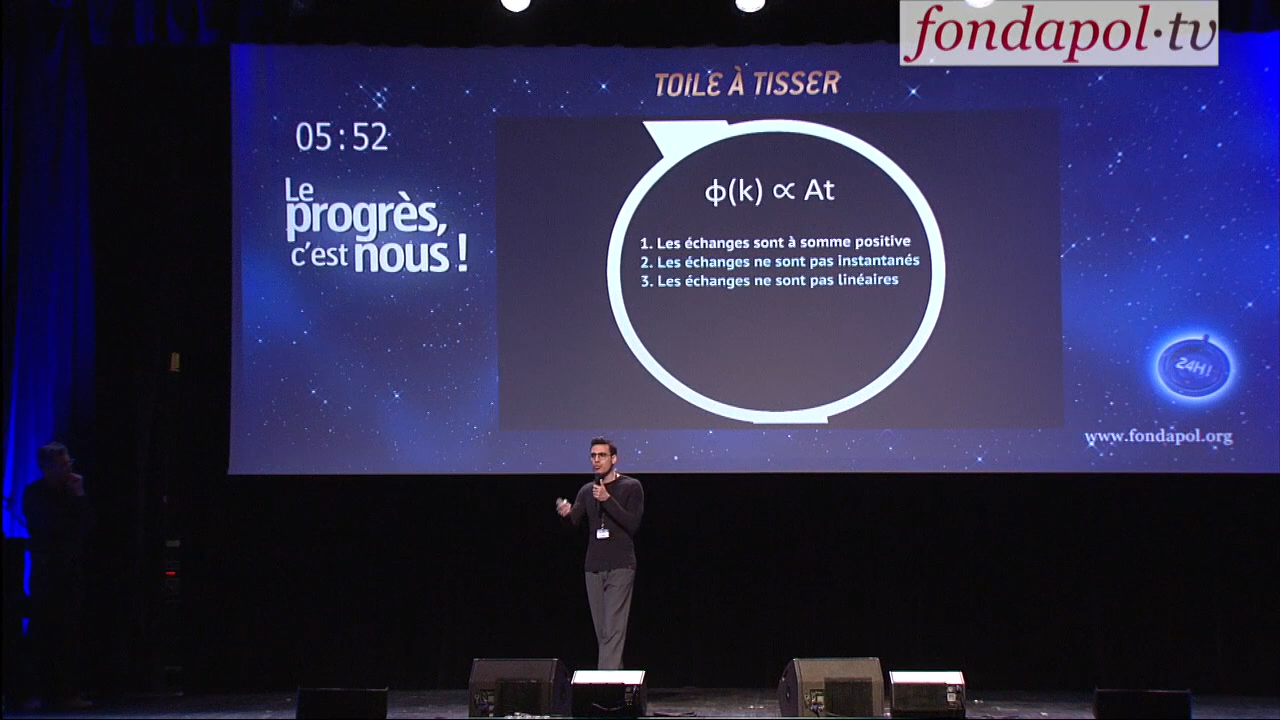 fondapol·tv
TOILE À TISSER
05:52
Le
progrès,
c'est nous !
ϕ(k) ∝ At
1. Les échanges sont à somme positive
2. Les échanges ne sont pas instantanés
3. Les échanges ne sont pas linéaires
24H!
www.fondapol.org